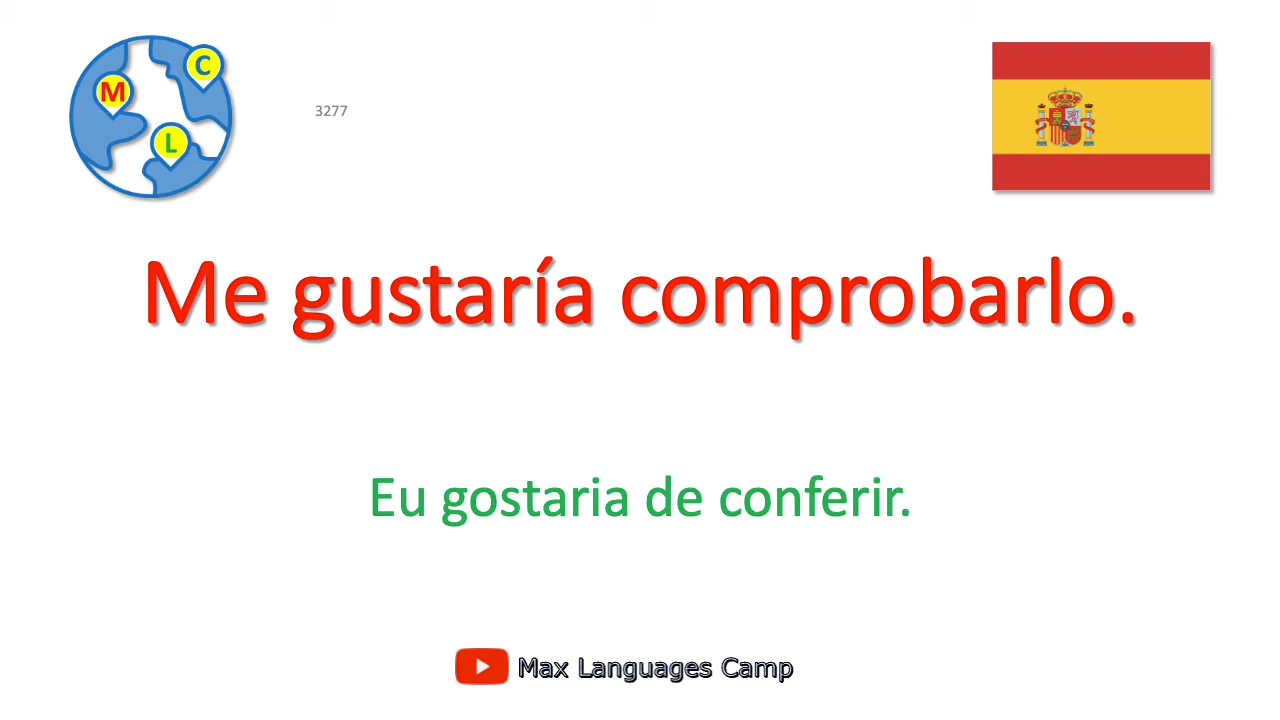 M
C
L
3277
Me gustaría comprobarlo.
Eu gostaria de conferir.
Max Languages Camp